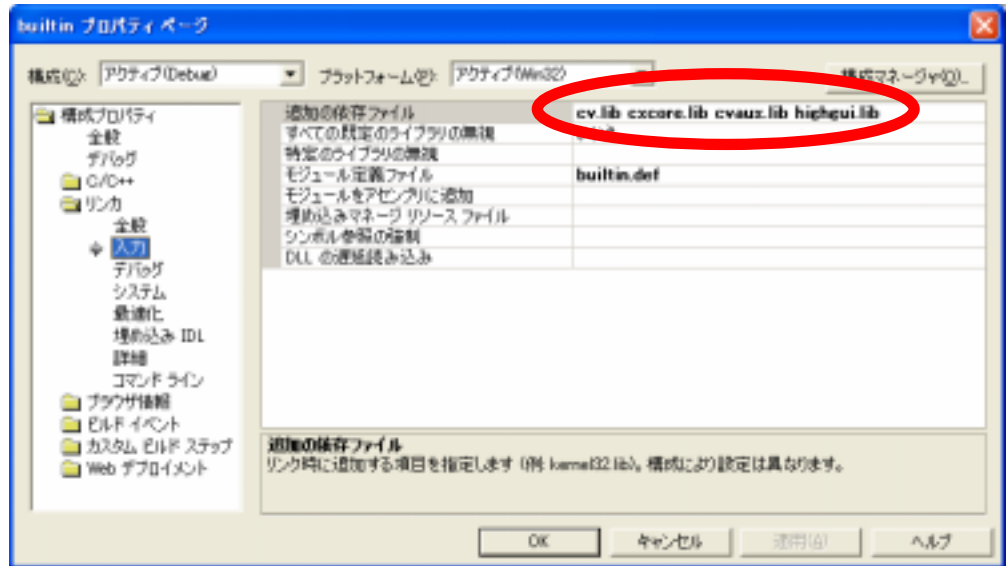 builtin プロパティ ページ
構成(C): アクティブ(Debug) プラットフォーム(P): アクティブ(Win32) 構成マネージャ(O)...
構成プロパティ
全般
デバッグ
C/C++
リンカ
全般
入力
デバッグ
システム
最適化
埋め込み IDL
詳細
コマンド ライン
ブラウザ情報
ビルド イベント
カスタム ビルド ステップ
Web デプロイメント
追加の依存ファイル cv.lib cxcore.lib cvaux.lib highgui.lib
すべての既定のライブラリの無視
特定のライブラリの無視
モジュール定義ファイル builtin.def
モジュールをアセンブリに追加
埋め込みマネージ リソース ファイル
シンボル参照の強制
DLL の遅延読み込み
追加の依存ファイル
リンク時に追加する項目を指定します (例: kernel32.lib)。構成により設定は異なります。
OK キャンセル 適用(A) ヘルプ